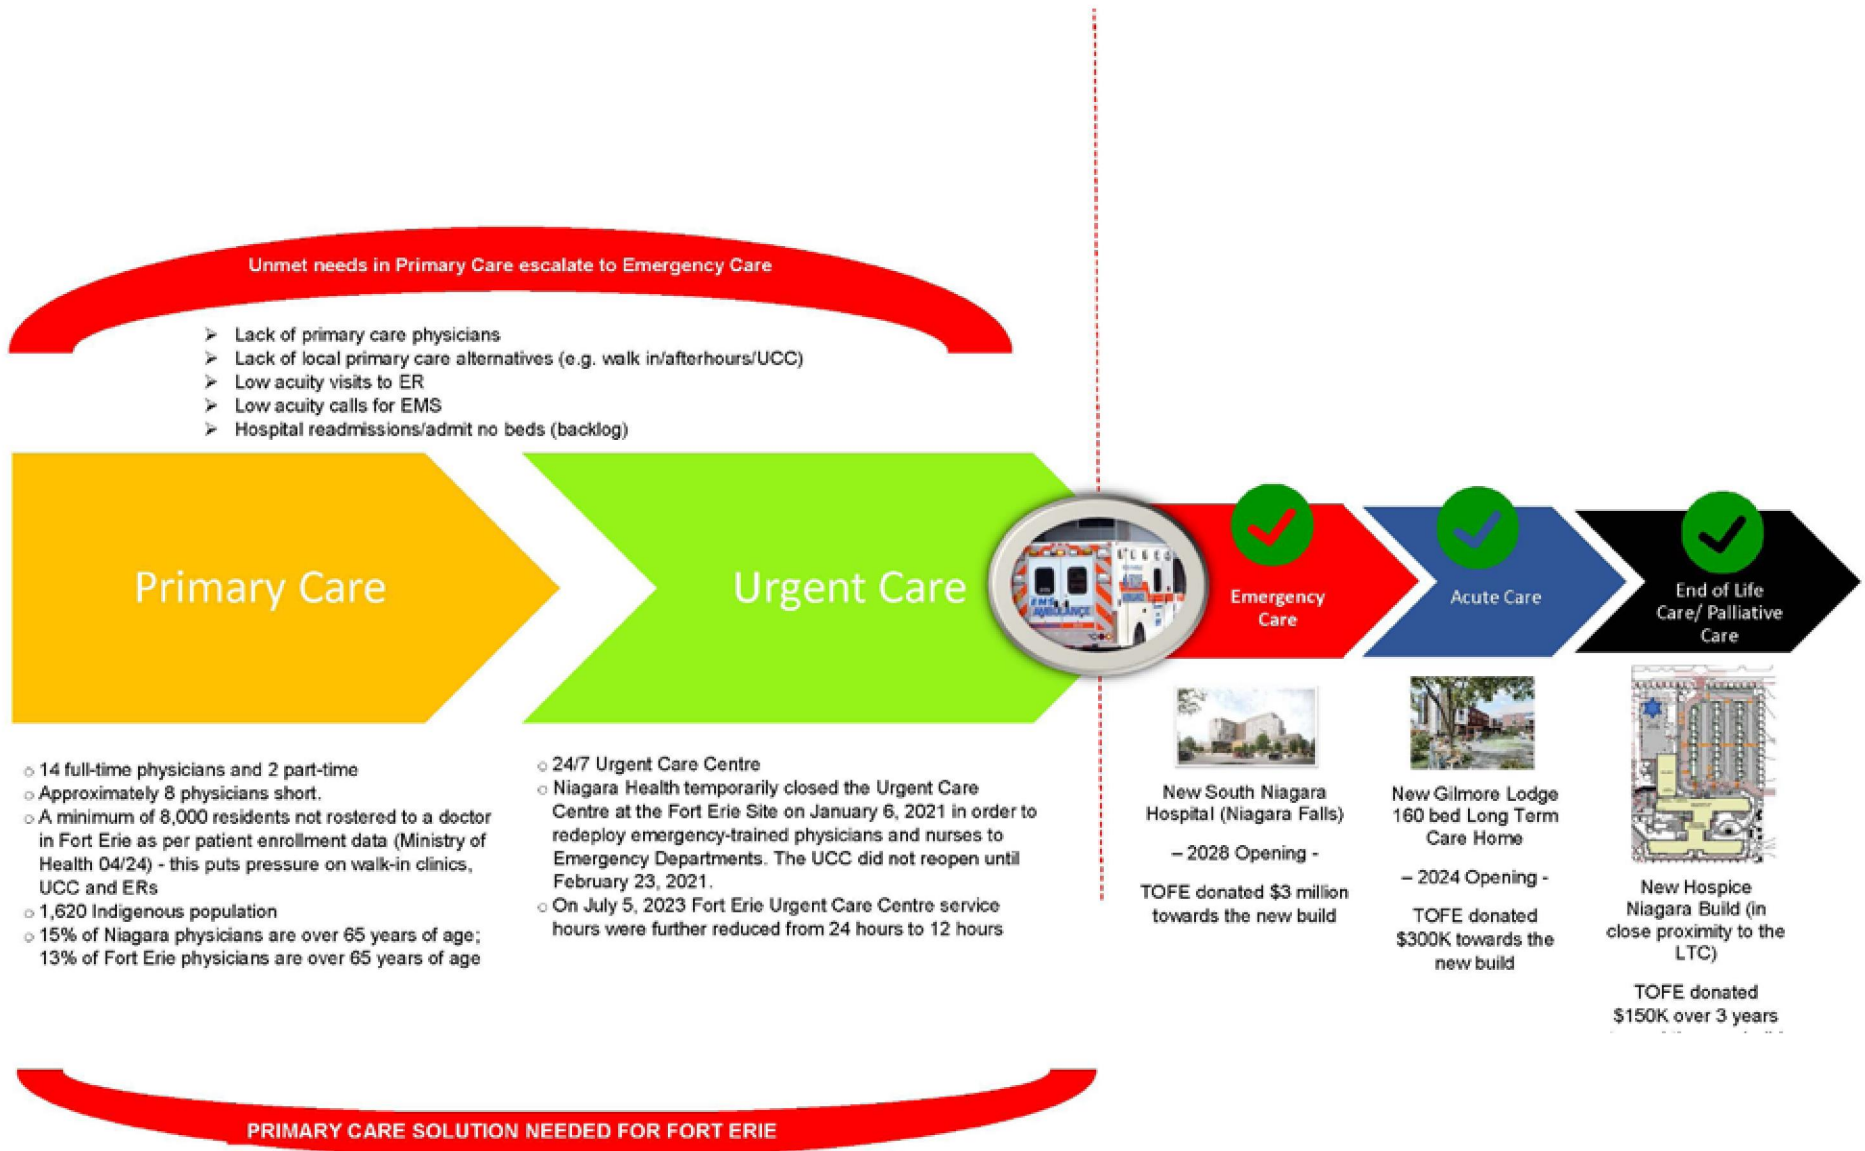 Unmet needs in Primary Care escalate to Emergency Care
➢ Lack of primary care physicians
➢ Lack of local primary care alternatives (e.g. walk in/afterhours/UCC)
➢ Low acuity visits to ER
➢ Low acuity calls for EMS
➢ Hospital readmissions/admit no beds (backlog)
Primary Care
Urgent Care
EMS
AMBULANCE
Emergency
Care
Acute Care
End of Life
Care/ Palliative
Care
○ 14 full-time physicians and 2 part-time
○ Approximately 8 physicians short.
○ A minimum of 8,000 residents not rostered to a doctor
in Fort Erie as per patient enrollment data (Ministry of
Health 04/24) - this puts pressure on walk-in clinics,
UCC and ERs
○ 1,620 Indigenous population
○ 15% of Niagara physicians are over 65 years of age;
13% of Fort Erie physicians are over 65 years of age
○ 24/7 Urgent Care Centre
○ Niagara Health temporarily closed the Urgent Care
Centre at the Fort Erie Site on January 6, 2021 in order to
redeploy emergency-trained physicians and nurses to
Emergency Departments. The UCC did not reopen until
February 23, 2021.
○ On July 5, 2023 Fort Erie Urgent Care Centre service
hours were further reduced from 24 hours to 12 hours
New South Niagara
Hospital (Niagara Falls)
– 2028 Opening -
TOFE donated $3 million
towards the new build
New Gilmore Lodge
160 bed Long Term
Care Home
– 2024 Opening -
TOFE donated
$300K towards the
new build
New Hospice
Niagara Build (in
close proximity to the
LTC)
TOFE donated
$150K over 3 years
PRIMARY CARE SOLUTION NEEDED FOR FORT ERIE